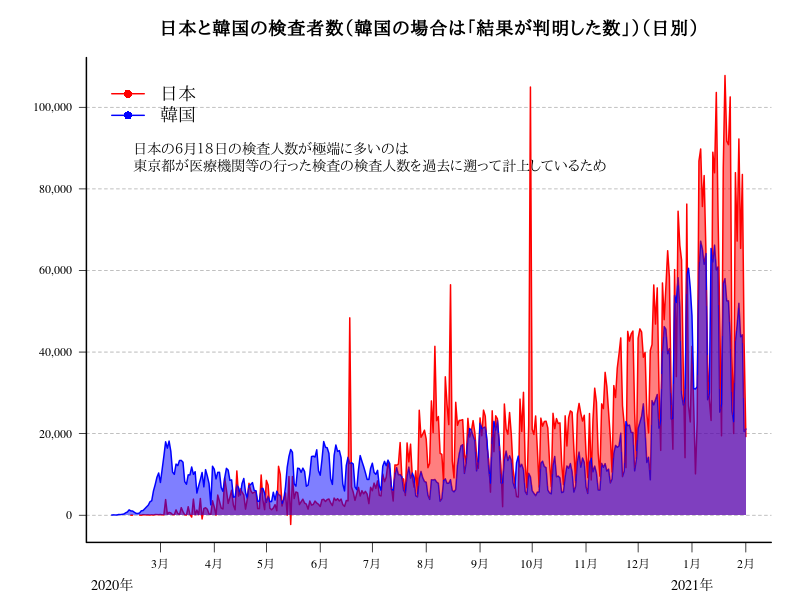 日本と韓国の検査者数(韓国の場合は「結果が判明した数」)(日別)
日本
韓国
日本の6月18日の検査人数が極端に多いのは
東京都が医療機関等の行った検査の検査人数を過去に遡って計上しているため
100,000
80,000
60,000
40,000
20,000
0
3月 4月 5月 6月 7月 8月 9月 10月 11月 12月 1月 2月
2020年 2021年